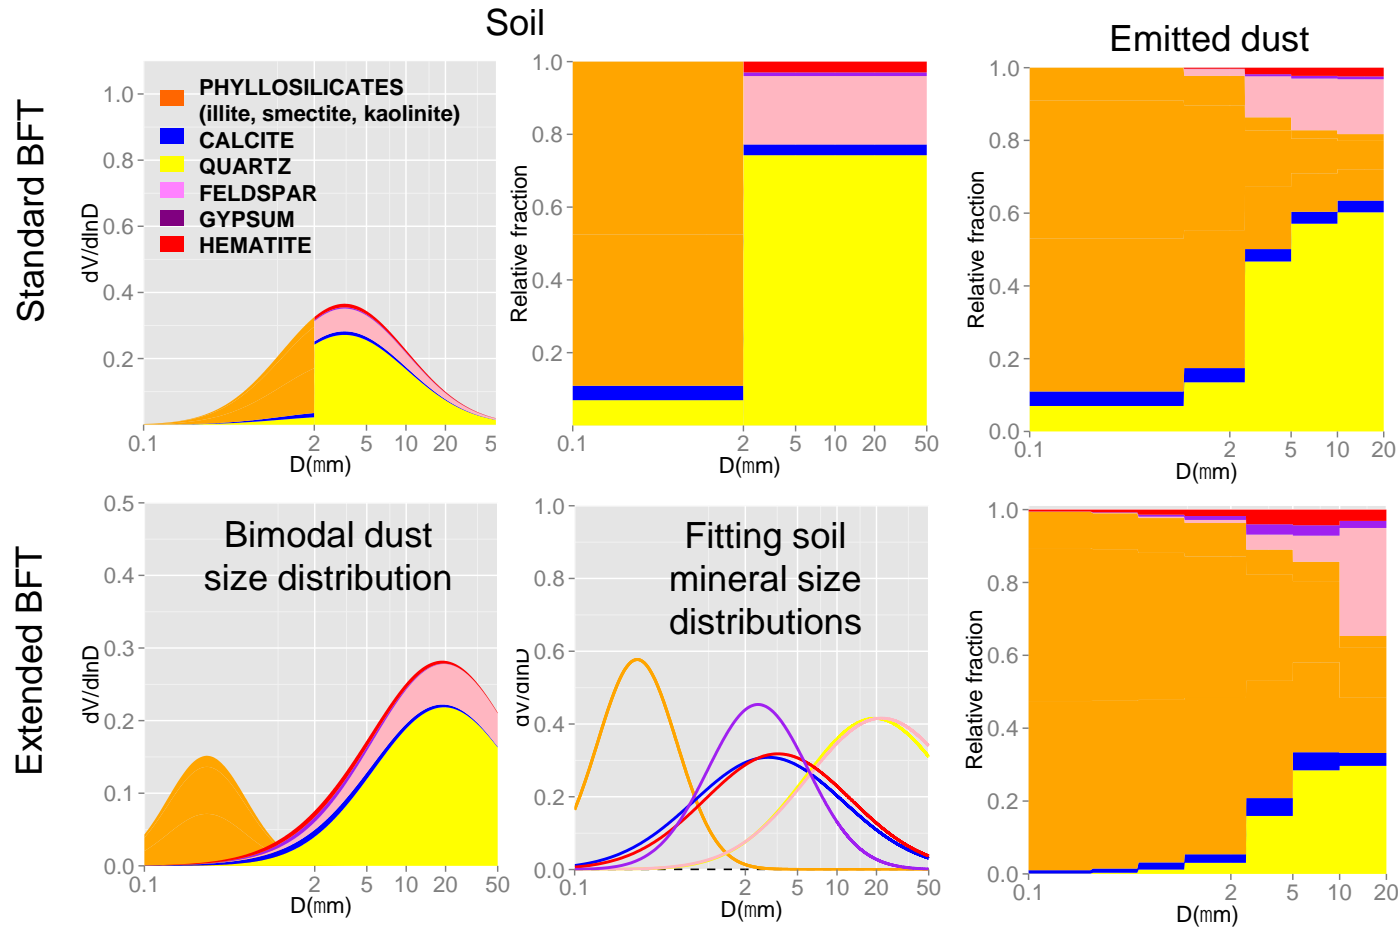 Soil
Emitted dust
Standard BFT
1.0
0.8
0.6
0.4
0.2
dV/dlnD
PHYLLOSILICATES
(illite, smectite, kaolinite)
CALCITE
QUARTZ
FELDSPAR
GYPSUM
HEMATITE
0.1 2 5 10 20 5
D(mm)
1.0
0.8
0.6
0.4
0.2
Relative fraction
0.1 2 5 10 20 50
D(mm)
1.0
0.8
0.6
0.4
0.2
0.0
Relative fraction
0.1 2 5 10 20
D(mm)
Extended BFT
0.5
0.4
0.3
0.2
0.1
0.0
dV/dlnD
Bimodal dust
size distribution
0.1 2 5 10 20 50
D(mm)
1.0
0.8
0.6
0.4
0.2
0.0
dV/dlnD
Fitting soil
mineral size
distributions
0.1 2 5 10 20 50
D(mm)
1.0
0.8
0.6
0.4
0.2
0.0
Relative fraction
0.1 2 5 10 20
D(mm)